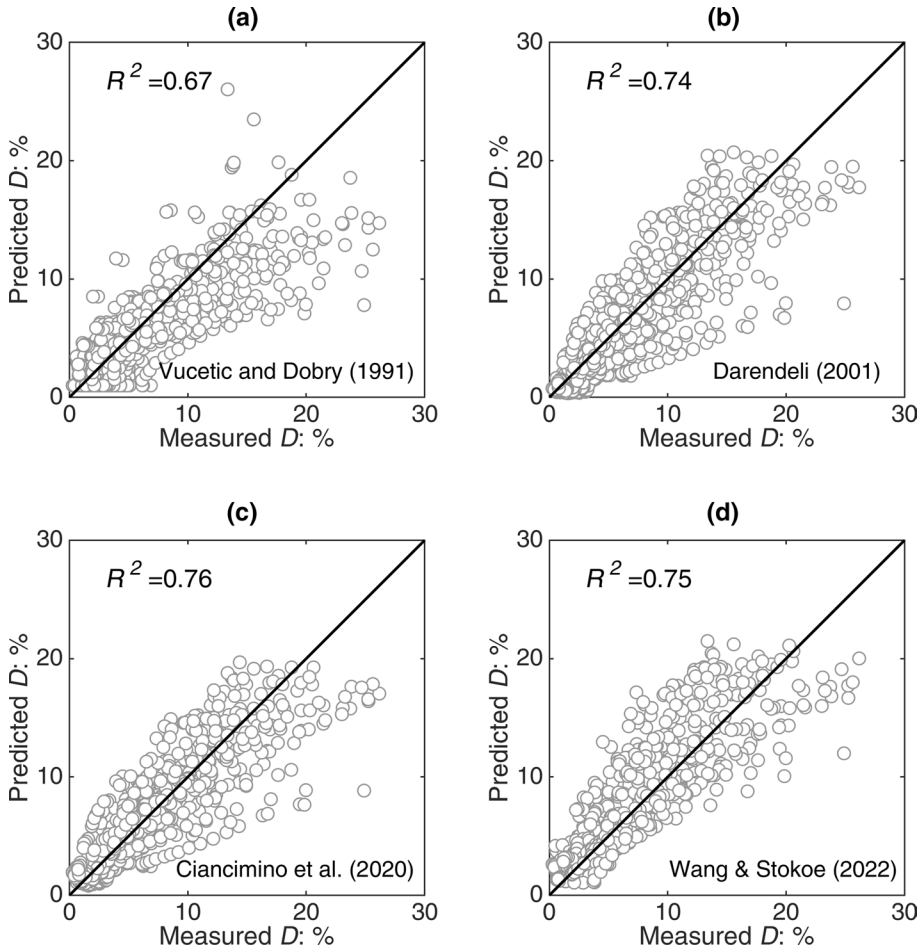 (a)
30
R² =0.67
20
Predicted D: %
10
Vucetic and Dobry (1991)
0
0 10 20 30
Measured D: %
(b)
30
R² =0.74
20
Predicted D: %
10
Darendeli (2001)
0
0 10 20 30
Measured D: %
(c)
30
R² =0.76
20
Predicted D: %
10
Ciancimino et al. (2020)
0
0 10 20 30
Measured D: %
(d)
30
R² =0.75
20
Predicted D: %
10
Wang & Stokoe (2022)
0
0 10 20 30
Measured D: %